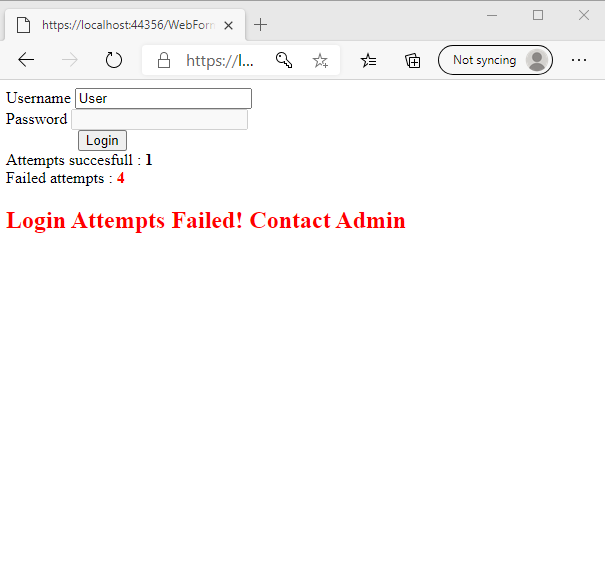 https://localhost:44356/WebForm
https://l...
Not syncing
Username User
Password
Login
Attempts succesfull : 1
Failed attempts : 4
Login Attempts Failed! Contact Admin